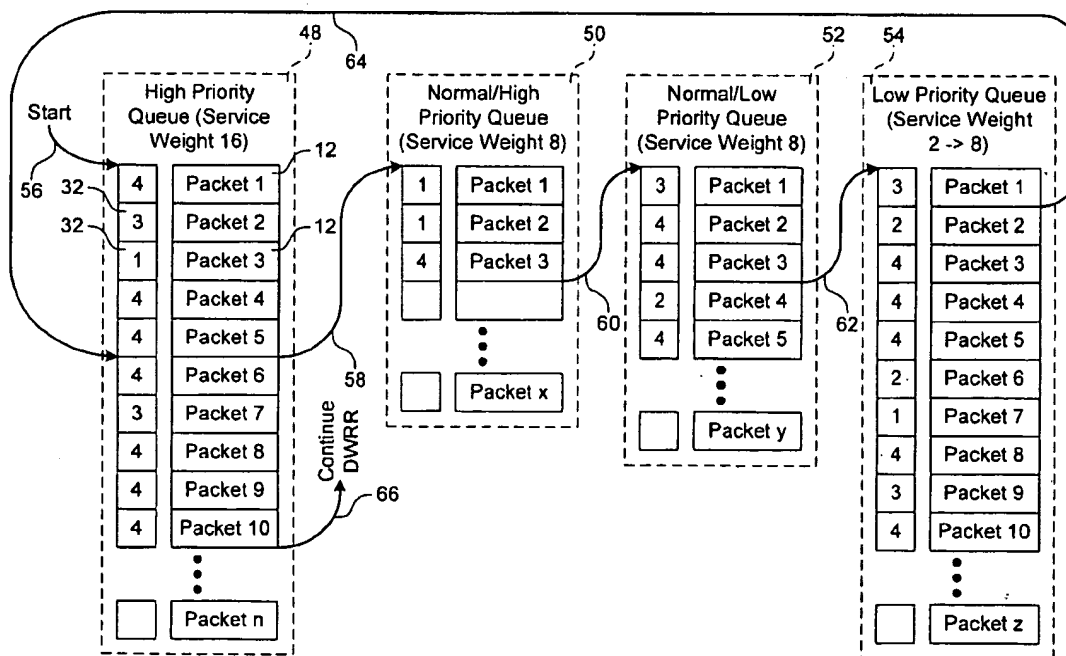 64
48
50
52
54
High Priority
Queue (Service
Weight 16)
Normal/High
Priority Queue
(Service Weight 8)
Normal/Low
Priority Queue
(Service Weight 8)
Low Priority Queue
(Service Weight
2 -> 8)
Start
56
32
32
12
12
4 Packet 1
3 Packet 2
1 Packet 3
4 Packet 4
4 Packet 5
4 Packet 6
3 Packet 7
4 Packet 8
4 Packet 9
4 Packet 10
Packet n
58
Continue
DWRR
66
1 Packet 1
1 Packet 2
4 Packet 3
Packet x
60
3 Packet 1
4 Packet 2
4 Packet 3
2 Packet 4
4 Packet 5
Packet y
62
3 Packet 1
2 Packet 2
4 Packet 3
4 Packet 4
4 Packet 5
2 Packet 6
1 Packet 7
4 Packet 8
3 Packet 9
4 Packet 10
Packet z